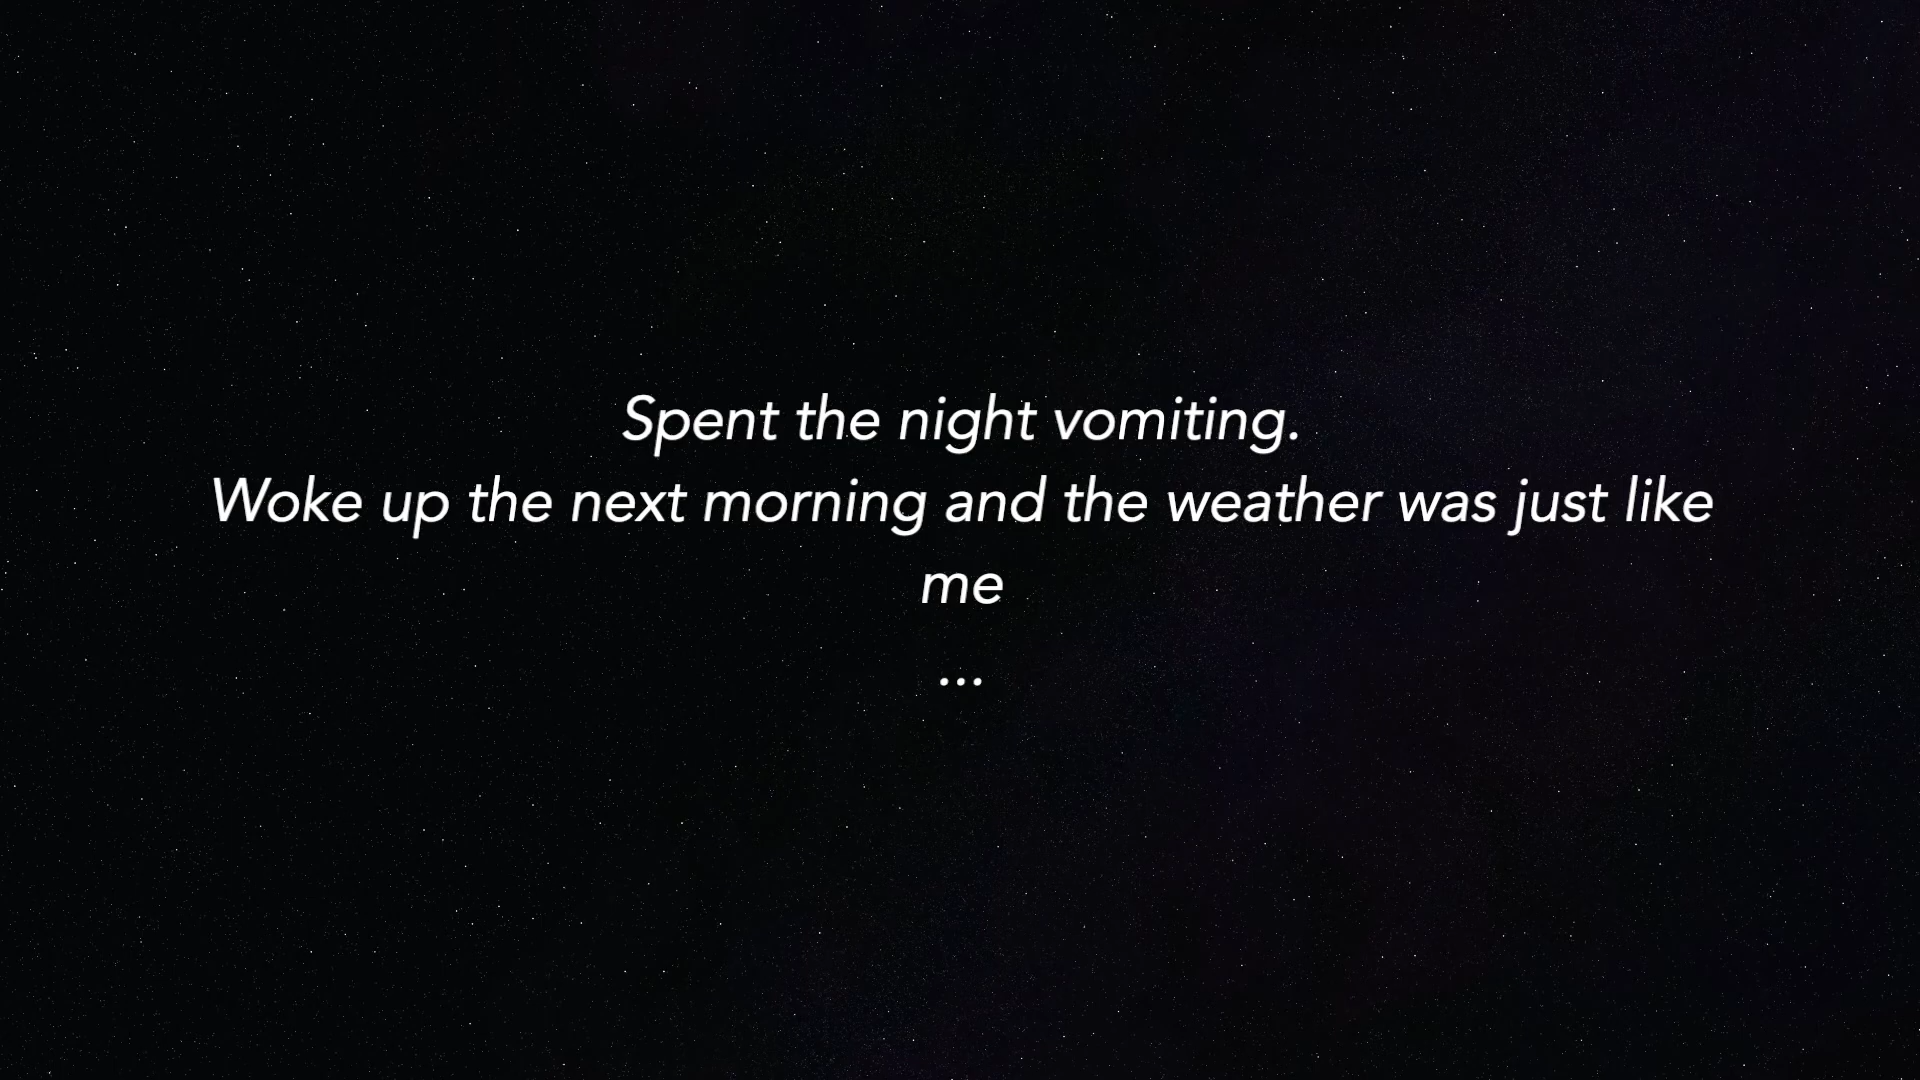 Spent the night vomiting.
Woke up the next morning and the weather was just like
me
...